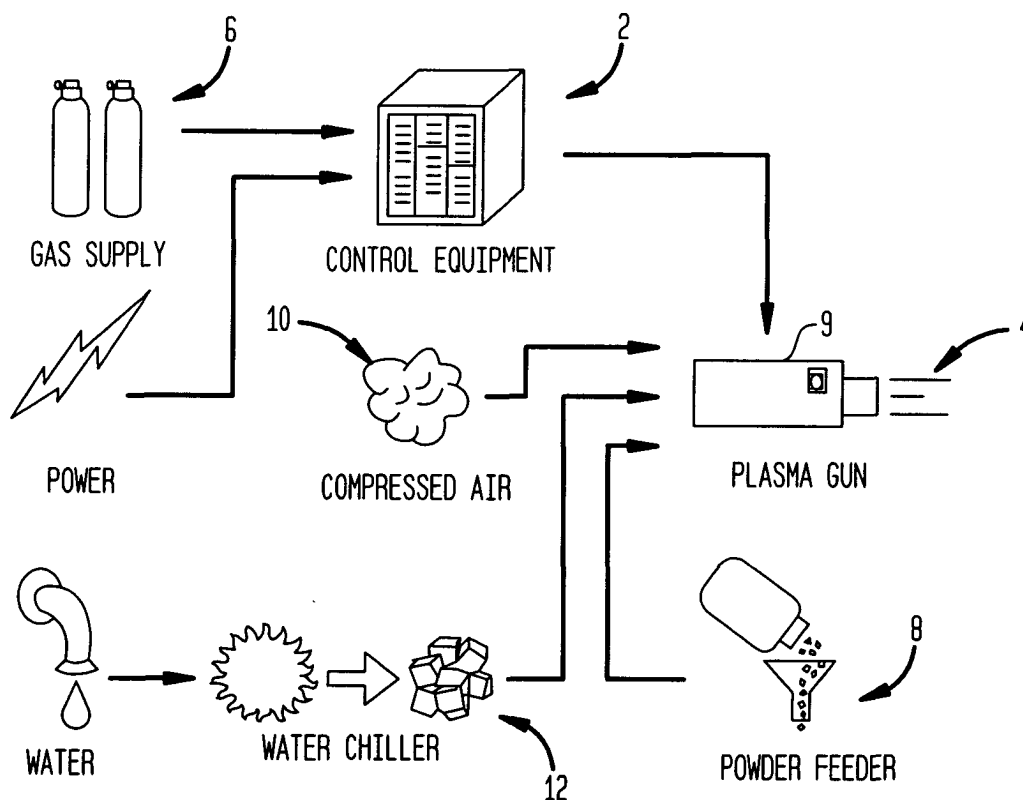 6
2
GAS SUPPLY
CONTROL EQUIPMENT
10
9
POWER
COMPRESSED AIR
PLASMA GUN
8
WATER
WATER CHILLER
12
POWDER FEEDER